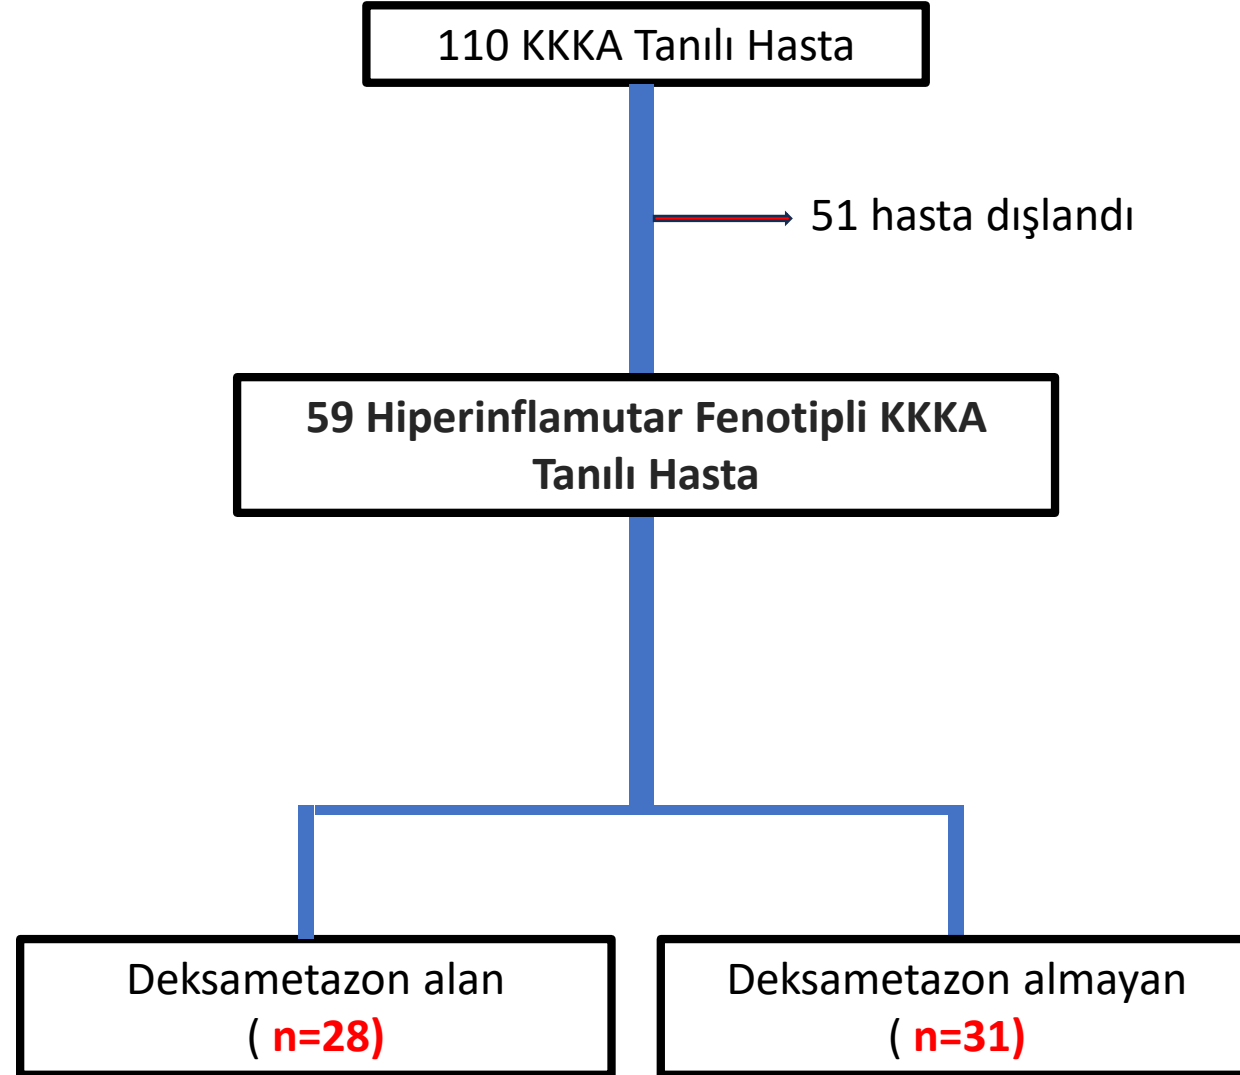 110 KKKA Tanılı Hasta
51 hasta dışlandı
59 Hiperinflamutar Fenotipli KKKA
Tanılı Hasta
Deksametazon alan
( n=28)
Deksametazon almayan
( n=31)